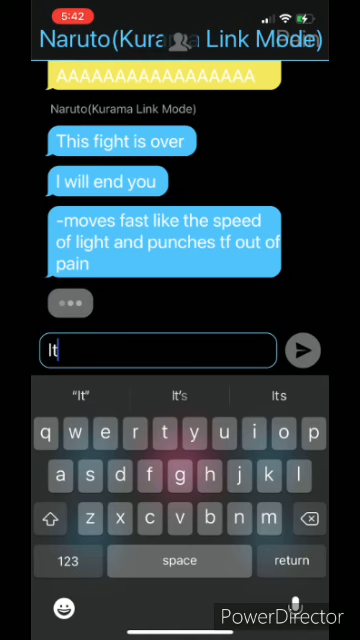 5:42
Naruto(Kurama Link Mode)
AAAAAAAAAAAAAAAAA
Naruto(Kurama Link Mode)
This fight is over
I will end you
-moves fast like the speed
of light and punches tf out of
pain
It
"It" It's Its
q w e r t y u i o p
a s d f g h j k l
z x c v b n m
123 space return
PowerDirector